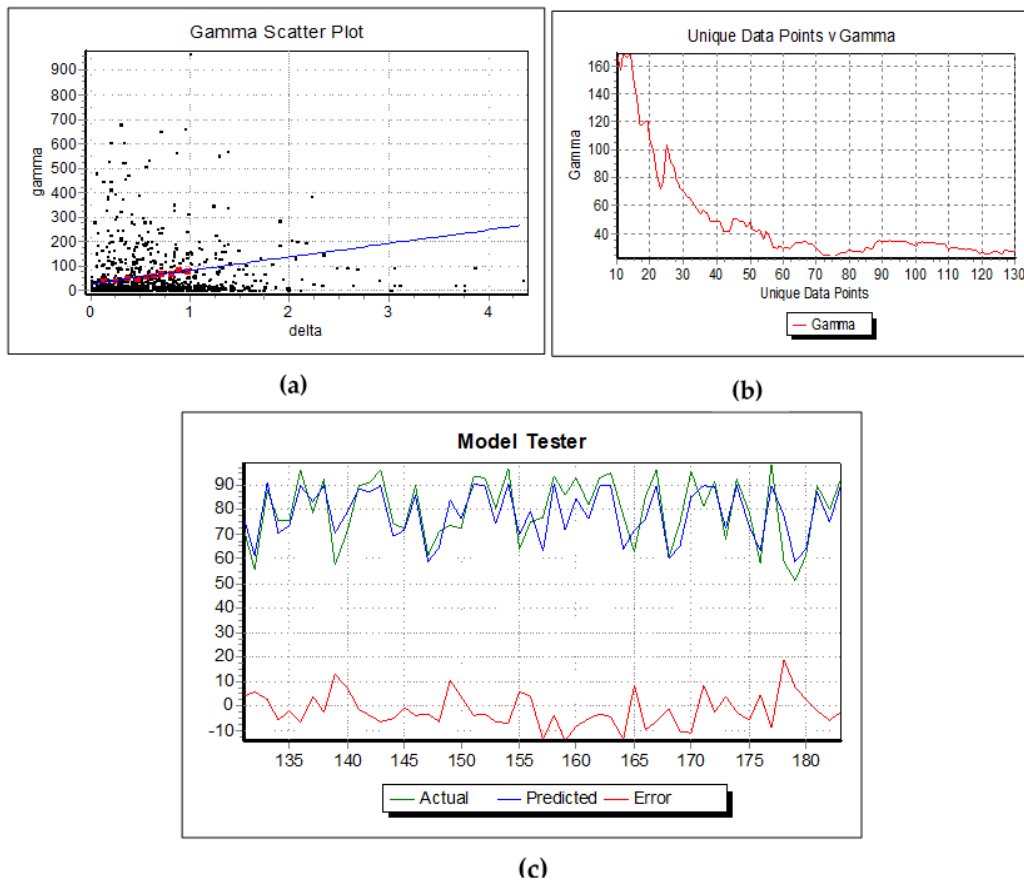 Gamma Scatter Plot
900
800
700
600
500
400
300
200
100
0
gamma
0 1 2 3 4
delta
(a)
Unique Data Points v Gamma
160
140
120
100
80
60
40
Gamma
10 20 30 40 50 60 70 80 90 100 110 120 130
Unique Data Points
Gamma
(b)
Model Tester
90
80
70
60
50
40
30
20
10
0
-10
135 140 145 150 155 160 165 170 175 180
Actual Predicted Error
(c)